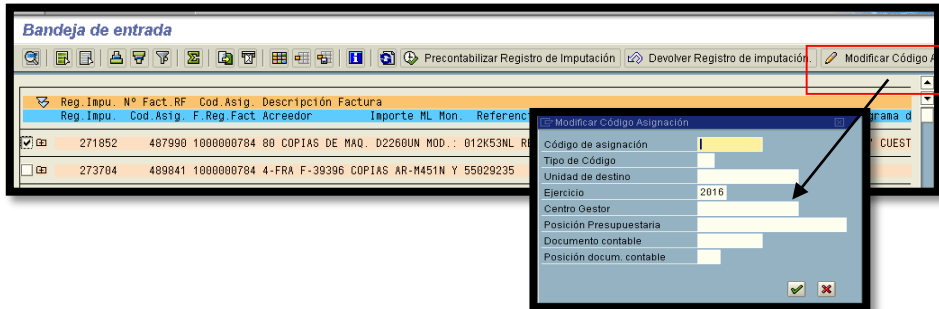 Bandeja de entrada
Precontabilizar Registro de Imputación Devolver Registro de imputación. Modificar Código A
Reg.Impu. Nº Fact.RF Cod.Asig. Descripción Factura
Reg.Impu. Cod.Asig. F.Reg.Fact Acreedor Importe ML Mon. Referenc grama d
271852 487990 1000000784 80 COPIAS DE MAQ. D2260UN MOD.: 012K53NL RE CUEST
273704 489841 1000000784 4-FRA F-39396 COPIAS AR-M451N Y 55029235
Modificar Código Asignación
Código de asignación
Tipo de Código
Unidad de destino
Ejercicio 2016
Centro Gestor
Posición Presupuestaria
Documento contable
Posición docum. contable